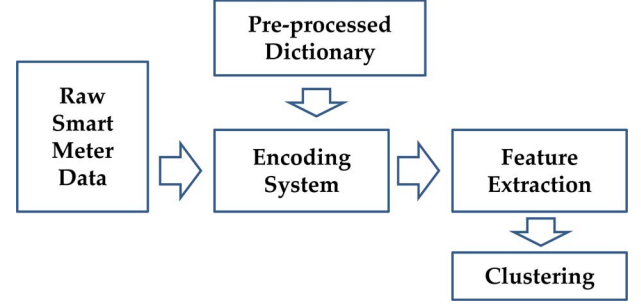 Pre-processed
Dictionary
Raw
Smart
Meter
Data
Encoding
System
Feature
Extraction
Clustering